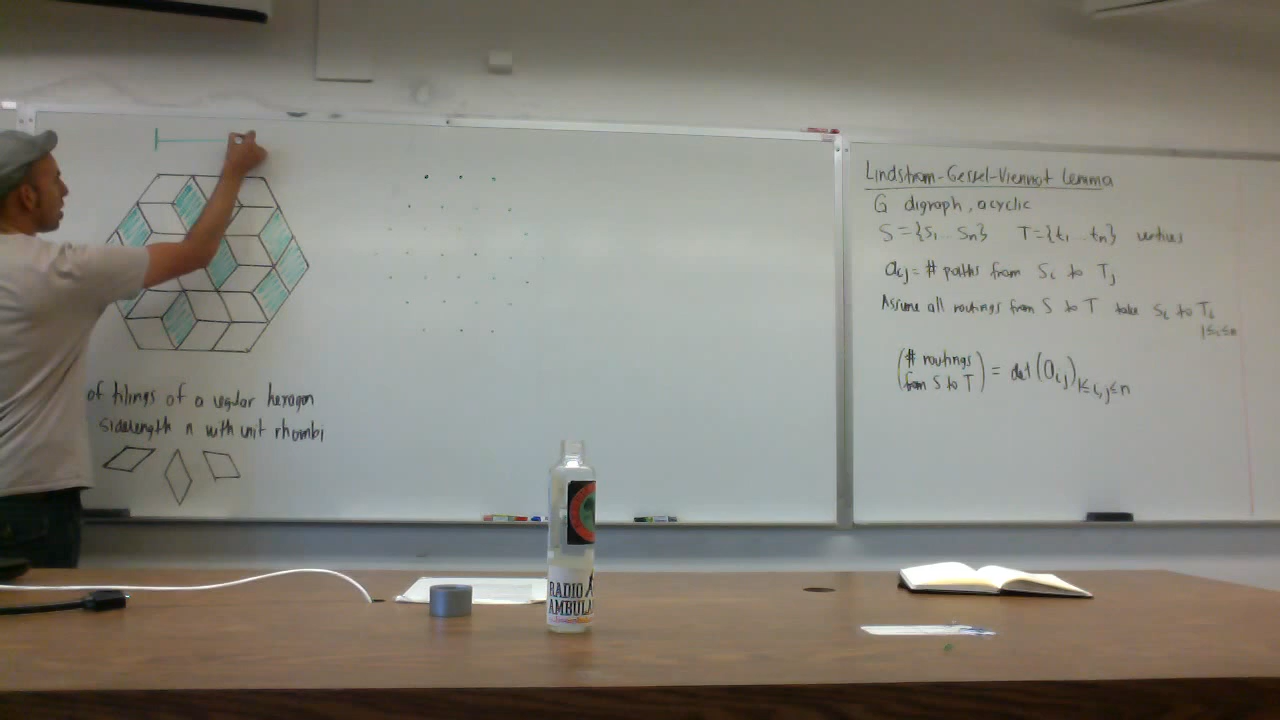 of tilings of a regular hexagon
sidelength n with unit rhombi
Lindstrom-Gessel-Viennot Lemma
G digraph, acyclic
S={s₁...sₙ} T={t₁...tₙ} vertices
aᵢⱼ = # paths from Sᵢ to Tⱼ
Assume all routings from S to T take Sᵢ to Tᵢ
1≤i≤n
(# routings from S to T) = det(aᵢⱼ)₁≤i,j≤n
RADIO
AMBULA